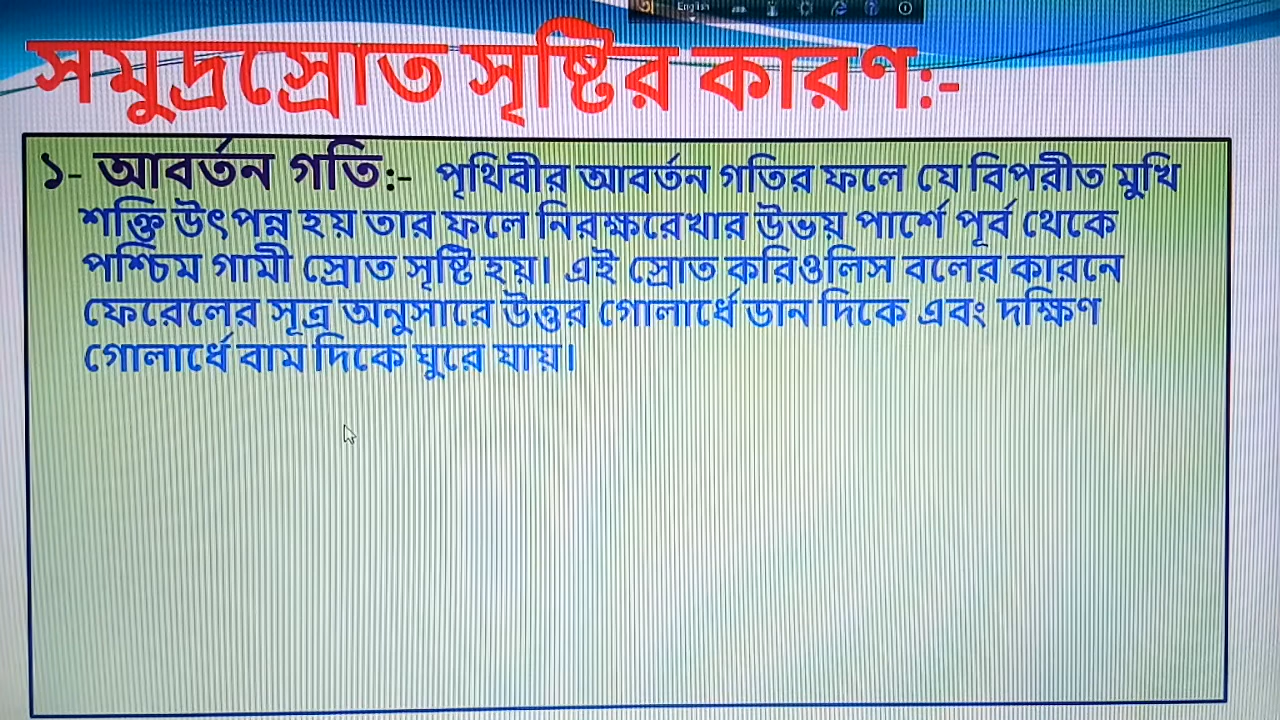 English
সমুদ্রস্রোত সৃষ্টির কারণ:-
১- আবর্তন গতি:- পৃথিবীর আবর্তন গতির ফলে যে বিপরীত মুখি
শক্তি উৎপন্ন হয় তার ফলে নিরক্ষরেখার উভয় পার্শে পূর্ব থেকে
পশ্চিম গামী স্রোত সৃষ্টি হয়। এই স্রোত করিওলিস বলের কারনে
ফেরেলের সূত্র অনুসারে উত্তর গোলার্ধে ডান দিকে এবং দক্ষিণ
গোলার্ধে বাম দিকে ঘুরে যায়।